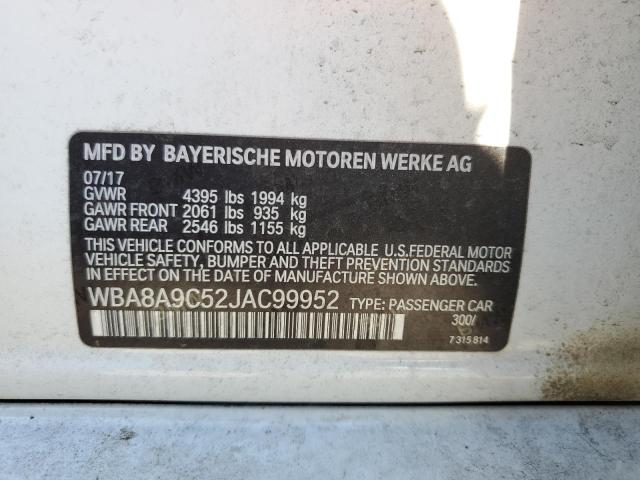 MFD BY BAYERISCHE MOTOREN WERKE AG
07/17
GVWR 4395 lbs 1994 kg
GAWR FRONT 2061 lbs 935 kg
GAWR REAR 2546 lbs 1155 kg
THIS VEHICLE CONFORMS TO ALL APPLICABLE U.S.FEDERAL MOTOR
VEHICLE SAFETY, BUMPER, AND THEFT PREVENTION
STANDARDS IN EFFECT ON THE DATE OF MANUFACTURE SHOWN ABOVE.
WBA8A9C52JAC99952 TYPE: PASSENGER CAR
300/
7315814